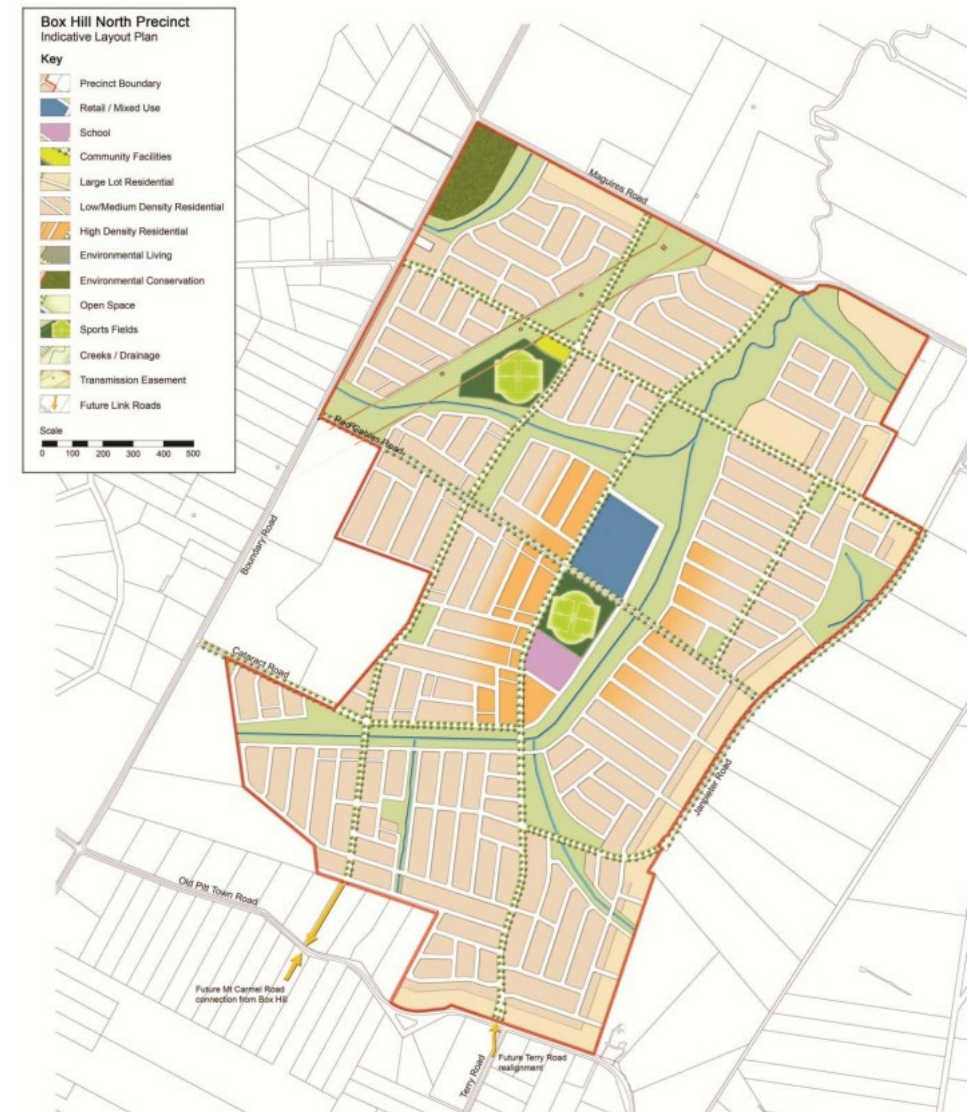 Box Hill North Precinct
Indicative Layout Plan
Key
Precinct Boundary
Retail / Mixed Use
School
Community Facilities
Large Lot Residential
Low/Medium Density Residential
High Density Residential
Environmental Living
Environmental Conservation
Open Space
Sports Fields
Creeks / Drainage
Transmission Easement
Future Link Roads
Scale
0 100 200 300 400 500
Maguires Road
Red Gables Road
Boundary Road
Cataract Road
Janpieter Road
Old Pitt Town Road
Future Mt Carmel Road
connection from Box Hill
Terry Road
Future Terry Road
realignment